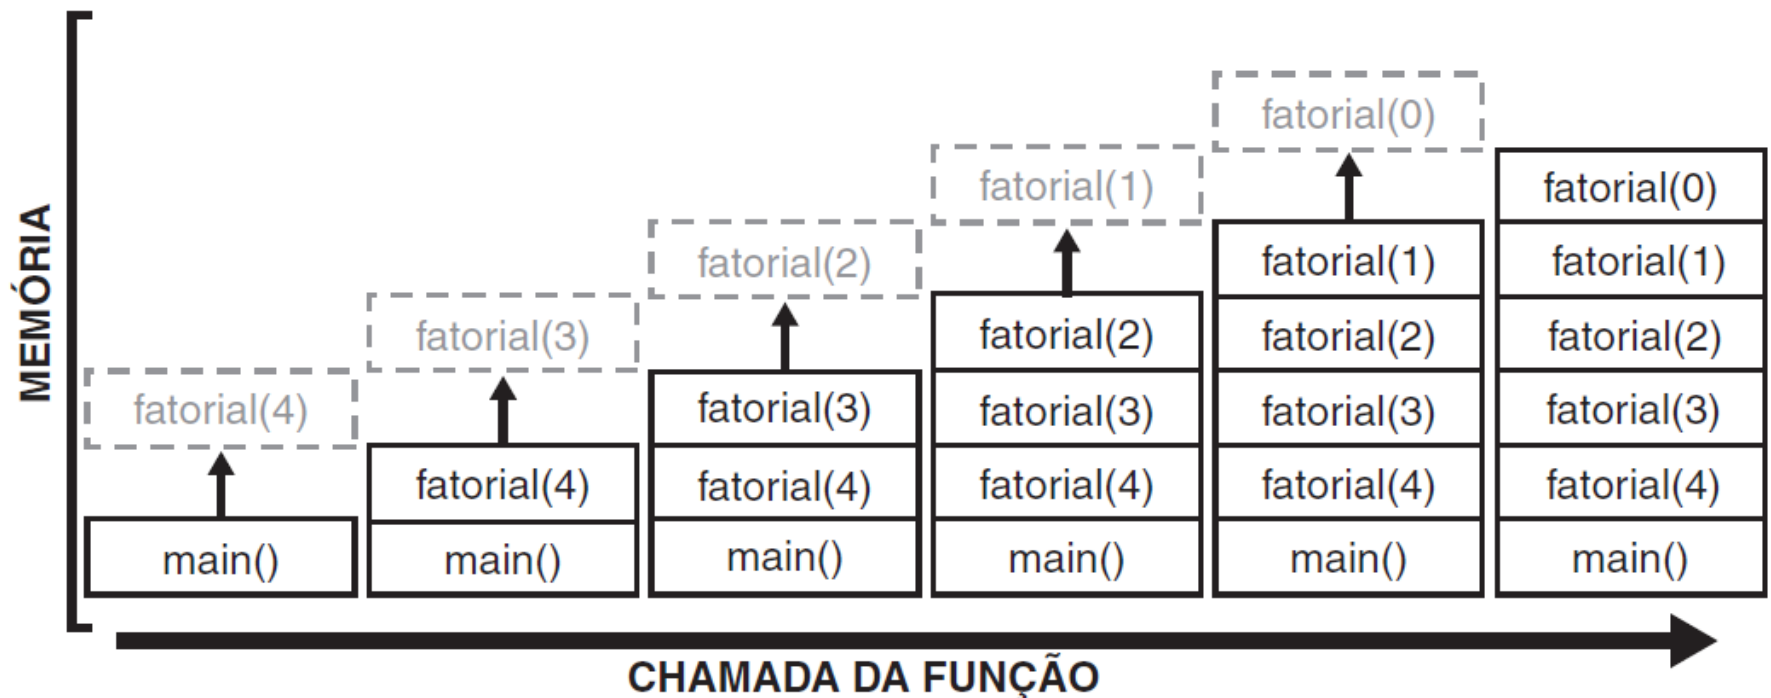 MEMÓRIA
fatorial(4)
main()
fatorial(3)
fatorial(4)
main()
fatorial(2)
fatorial(3)
fatorial(4)
main()
fatorial(1)
fatorial(2)
fatorial(3)
fatorial(4)
main()
fatorial(0)
fatorial(1)
fatorial(2)
fatorial(3)
fatorial(4)
main()
fatorial(0)
fatorial(1)
fatorial(2)
fatorial(3)
fatorial(4)
main()
CHAMADA DA FUNÇÃO